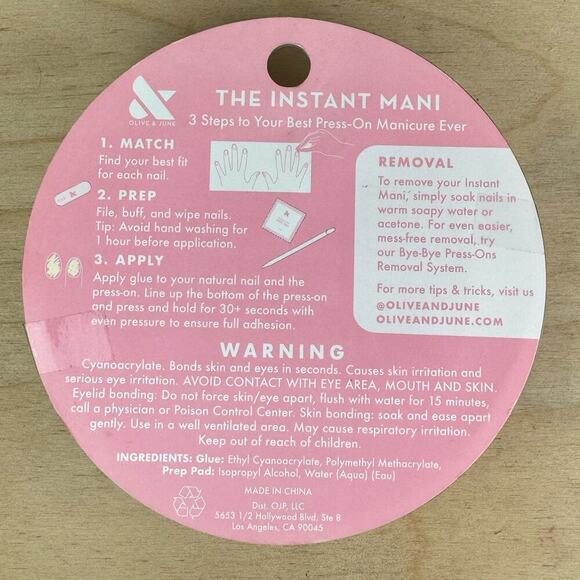 &
OLIVE & JUNE
THE INSTANT MANI
3 Steps to Your Best Press-On Manicure Ever
1. MATCH
Find your best fit
for each nail.
2. PREP
File, buff, and wipe nails.
Tip: Avoid hand washing for
1 hour before application.
3. APPLY
Apply glue to your natural nail and the
press-on. Line up the bottom of the press-on
and press and hold for 30+ seconds with
even pressure to ensure full adhesion.
REMOVAL
To remove your Instant
Mani, simply soak nails in
warm soapy water or
acetone. For even easier,
mess-free removal, try
our Bye-Bye Press-Ons
Removal System.
For more tips & tricks, visit us
@OLIVEANDJUNE
OLIVEANDJUNE.COM
WARNING
Cyanoacrylate. Bonds skin and eyes in seconds. Causes skin irritation and
serious eye irritation. AVOID CONTACT WITH EYE AREA, MOUTH AND SKIN.
Eyelid bonding: Do not force skin/eye apart, flush with water for 15 minutes,
call a physician or Poison Control Center. Skin bonding: soak and ease apart
gently. Use in a well ventilated area. May cause respiratory irritation.
Keep out of reach of children.
INGREDIENTS: Glue: Ethyl Cyanoacrylate, Polymethyl Methacrylate,
Prep Pad: Isopropyl Alcohol, Water (Aqua) (Eau)
MADE IN CHINA
Dist. OJP, LLC
5653 1/2 Hollywood Blvd, Ste 8
Los Angeles, CA 90045